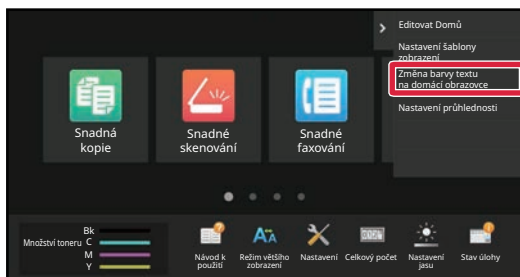 Editovat Domů
Nastavení šablony
zobrazení
Změna barvy textu
na domácí obrazovce
Nastavení průhlednosti
Snadná
kopie
Snadné
skenování
Snadné
faxování
Množství toneru
Bk
C
M
Y
Návod k
použití
Režim většího
zobrazení
Nastavení
Celkový počet
Nastavení
jasu
Stav úlohy